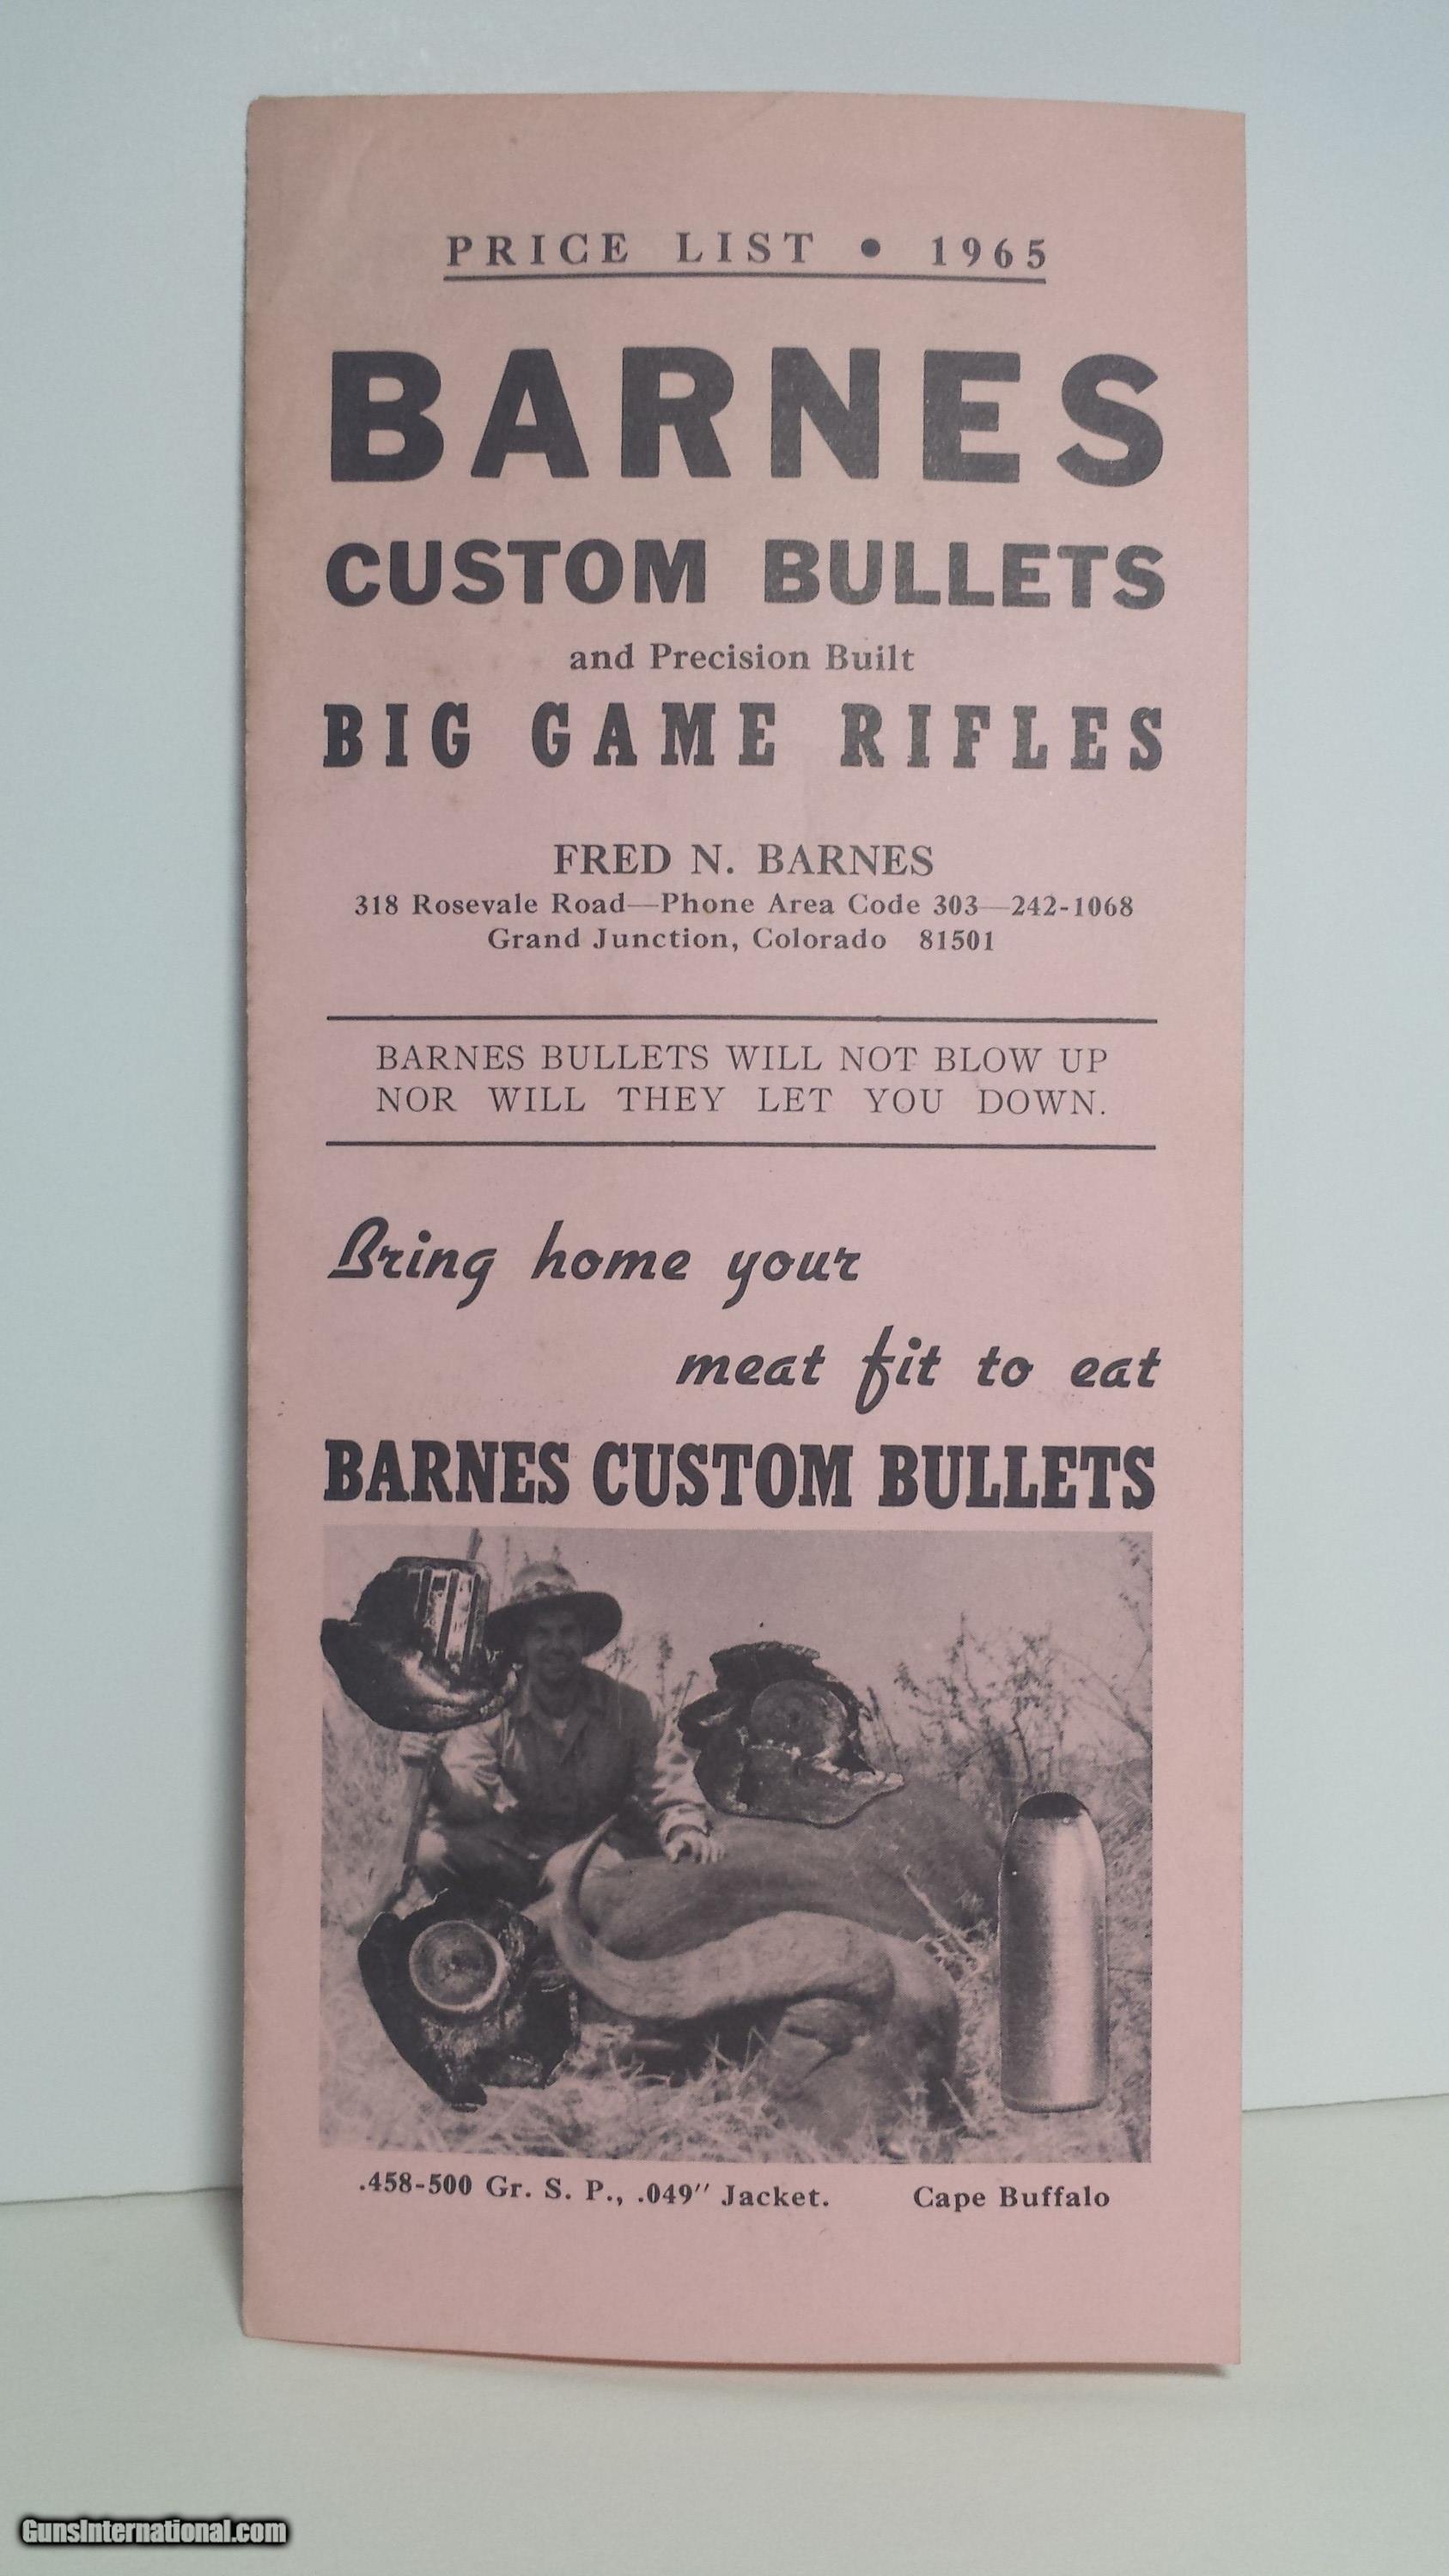 PRICE LIST • 1965
BARNES
CUSTOM BULLETS
and Precision Built
BIG GAME RIFLES
FRED N. BARNES
318 Rosevale Road—Phone Area Code 303—242-1068
Grand Junction, Colorado 81501
BARNES BULLETS WILL NOT BLOW UP
NOR WILL THEY LET YOU DOWN.
Bring home your
meat fit to eat
BARNES CUSTOM BULLETS
.458-500 Gr. S. P., .049″ Jacket. Cape Buffalo
GunsInternational.com